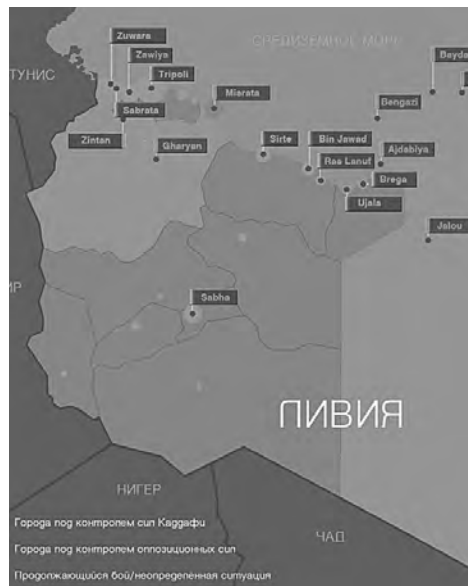 Zuwara
СРЕДИЗЕМНОЕ МОРЕ
Zawiya
Bayda
ТУНИС
Tripoli
Misrata
Sabrata
Bengazi
Zintan
Gharyan
Sirte
Bin Jawad
Ajdabiya
Ras Lanuf
Brega
Ujala
Jalou
ИР
Sabha
ЛИВИЯ
НИГЕР
Города под контролем сил Каддафи
ЧАД
Города под контролем оппозиционных сил
Продолжающийся бой/неопределенная ситуация